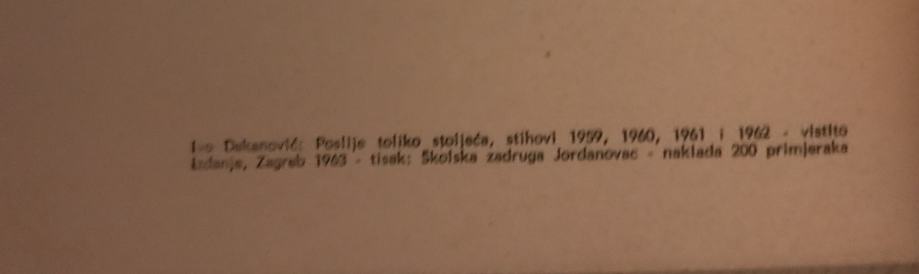 Ivo Dekanović: Poslije toliko stoljeća, stihovi 1959, 1960, 1961 i 1962 - vlstito
izdanje, Zagreb 1963 - tisak: Školska zadruga Jordanovac - naklada 200 primjeraka